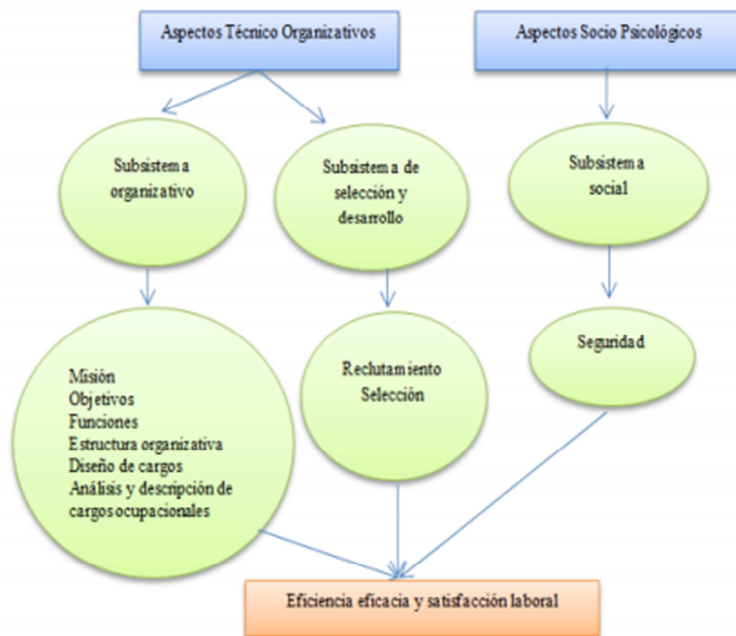 Aspectos Técnico Organizativos
Aspectos Socio Psicológicos
Subsistema
organizativo
Subsistema de
selección y
desarrollo
Subsistema
social
Misión
Objetivos
Funciones
Estructura organizativa
Diseño de cargos
Análisis y descripción de
cargos ocupacionales
Reclutamiento
Selección
Seguridad
Eficiencia eficacia y satisfacción laboral